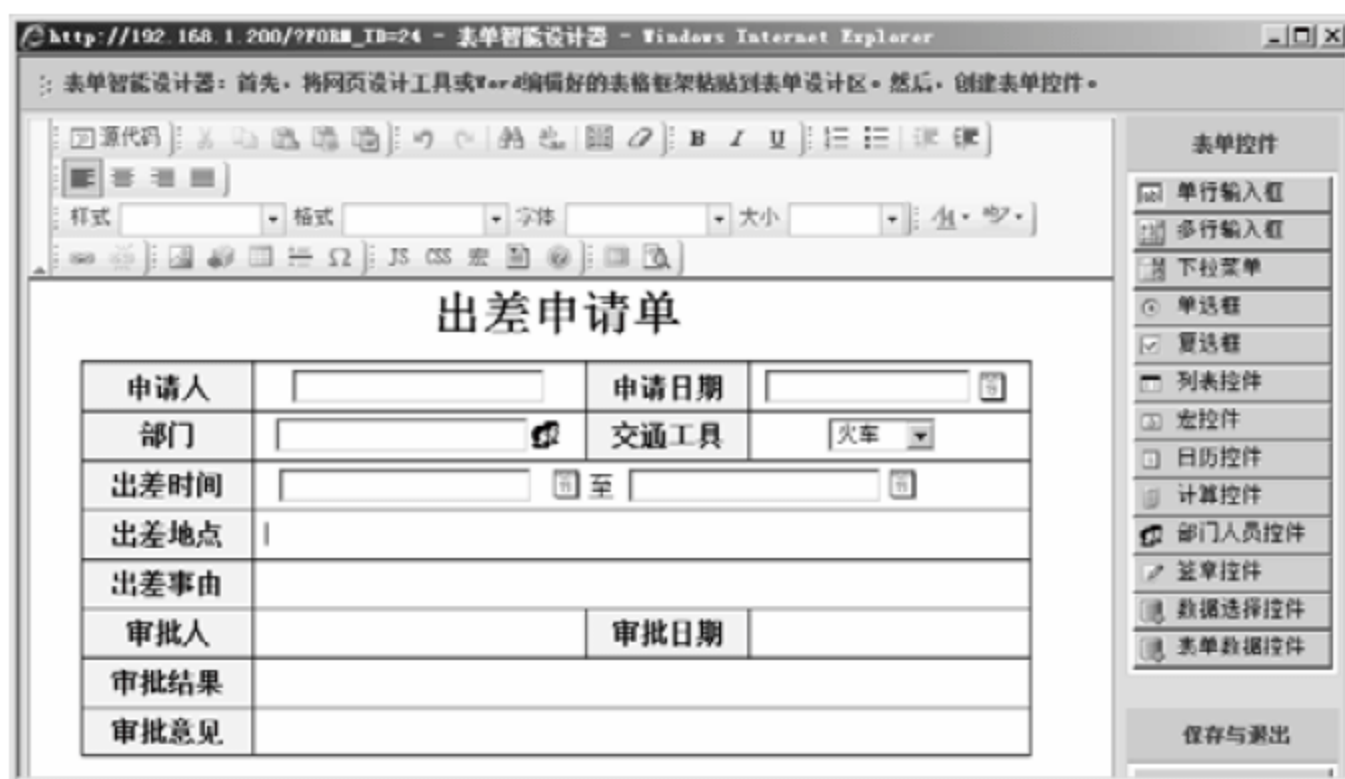 http://192.168.1.200/?FORM_ID=24 - 表单智能设计器 - Windows Internet Explorer
表单智能设计器：首先，将网页设计工具或Word编辑好的表格框架粘贴到表单设计区。然后，创建表单控件。
源代码 B I U
样式 格式 字体 大小
Ω JS CSS 宏
出差申请单
申请人 申请日期
部门 交通工具 火车
出差时间 至
出差地点
出差事由
审批人 审批日期
审批结果
审批意见
表单控件
单行输入框
多行输入框
下拉菜单
单选框
复选框
列表控件
宏控件
日历控件
计算控件
部门人员控件
签章控件
数据选择控件
表单数据控件
保存与退出